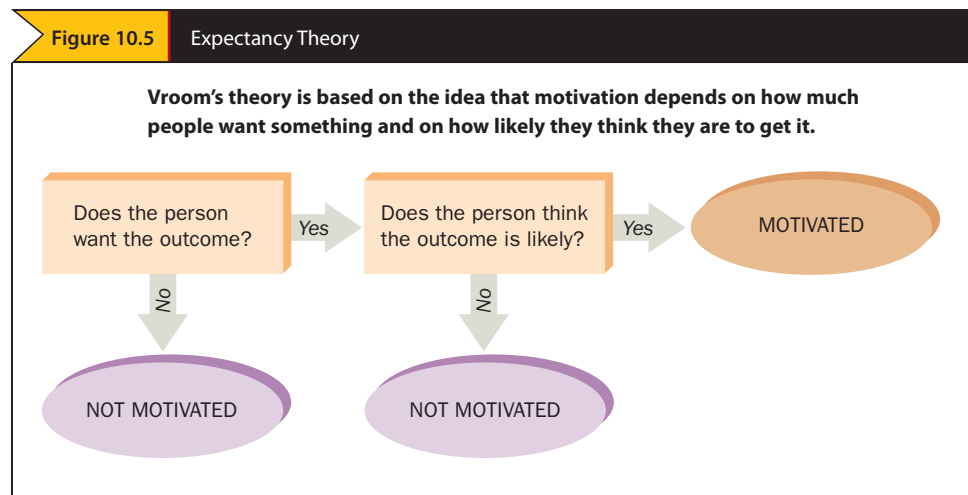 Figure 10.5 Expectancy Theory
Vroom's theory is based on the idea that motivation depends on how much
people want something and on how likely they think they are to get it.
Does the person
want the outcome?
Yes
Does the person think
the outcome is likely?
Yes
MOTIVATED
No
No
NOT MOTIVATED
NOT MOTIVATED